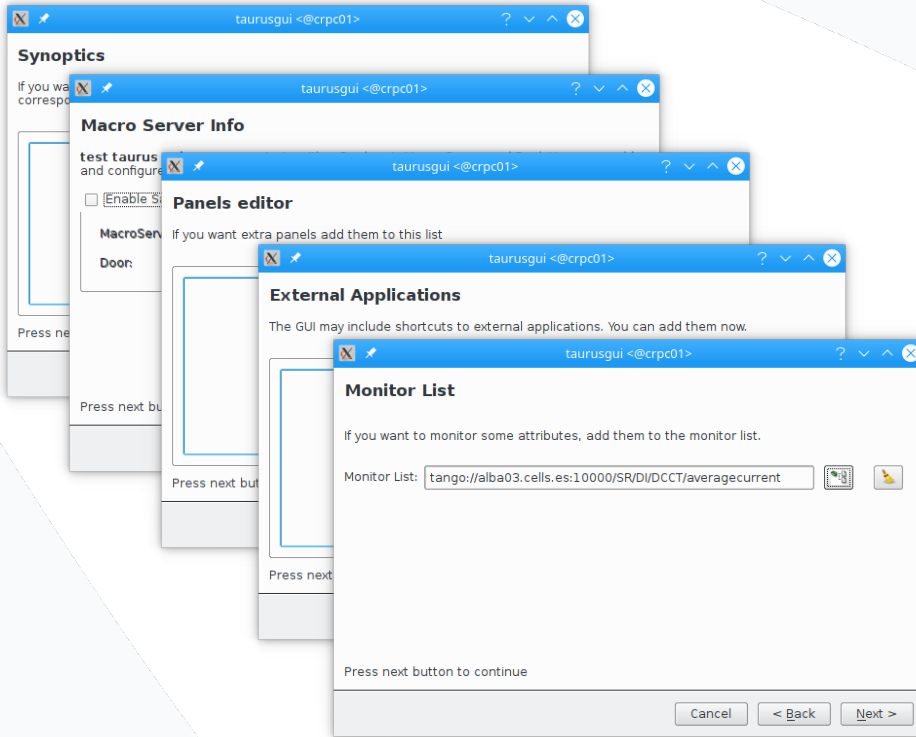 taurusgui <@crpc01>
Synoptics
If you wa
correspo
Press ne
taurusgui <@crpc01>
Macro Server Info
test taurus
and configure
Enable S
MacroServ
Door:
Press next bu
taurusgui <@crpc01>
Panels editor
If you want extra panels add them to this list
Press next but
taurusgui <@crpc01>
External Applications
The GUI may include shortcuts to external applications. You can add them now.
Press next
taurusgui <@crpc01>
Monitor List
If you want to monitor some attributes, add them to the monitor list.
Monitor List: tango://alba03.cells.es:10000/SR/DI/DCCT/averagecurrent
Press next button to continue
Cancel < Back Next >